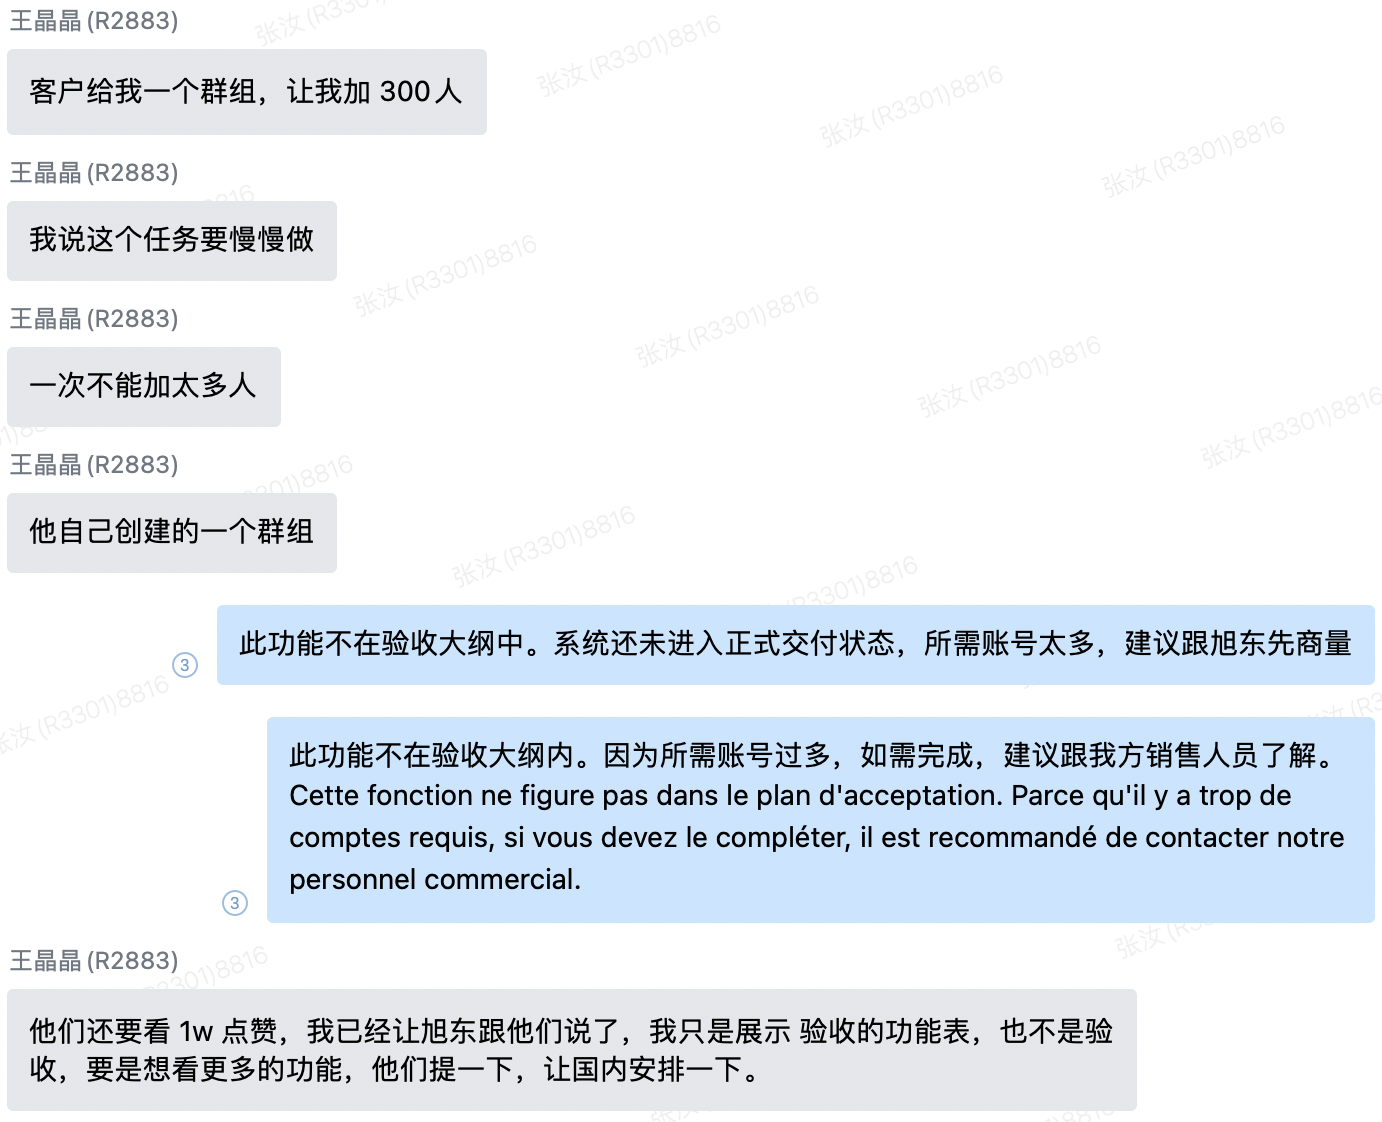 王晶晶 (R2883)
客户给我一个群组，让我加 300人
王晶晶 (R2883)
我说这个任务要慢慢做
王晶晶 (R2883)
一次不能加太多人
王晶晶 (R2883)
他自己创建的一个群组
此功能不在验收大纲中。系统还未进入正式交付状态，所需账号太多，建议跟旭东先商量
3
此功能不在验收大纲内。因为所需账号过多，如需完成，建议跟我方销售人员了解。
Cette fonction ne figure pas dans le plan d'acceptation. Parce qu'il y a trop de
comptes requis, si vous devez le compléter, il est recommandé de contacter notre
personnel commercial.
3
王晶晶 (R2883)
他们还要看 1w 点赞，我已经让旭东跟他们说了，我只是展示 验收的功能表，也不是验
收，要是想看更多的功能，他们提一下，让国内安排一下。
张汝 (R3301)8816
张汝 (R3301)8816
张汝 (R3301)8816
张汝 (R3301)8816
张汝 (R3301)8816
张汝 (R3301)8816
张汝 (R3301)8816
张汝 (R3301)8816
张汝 (R3301)8816